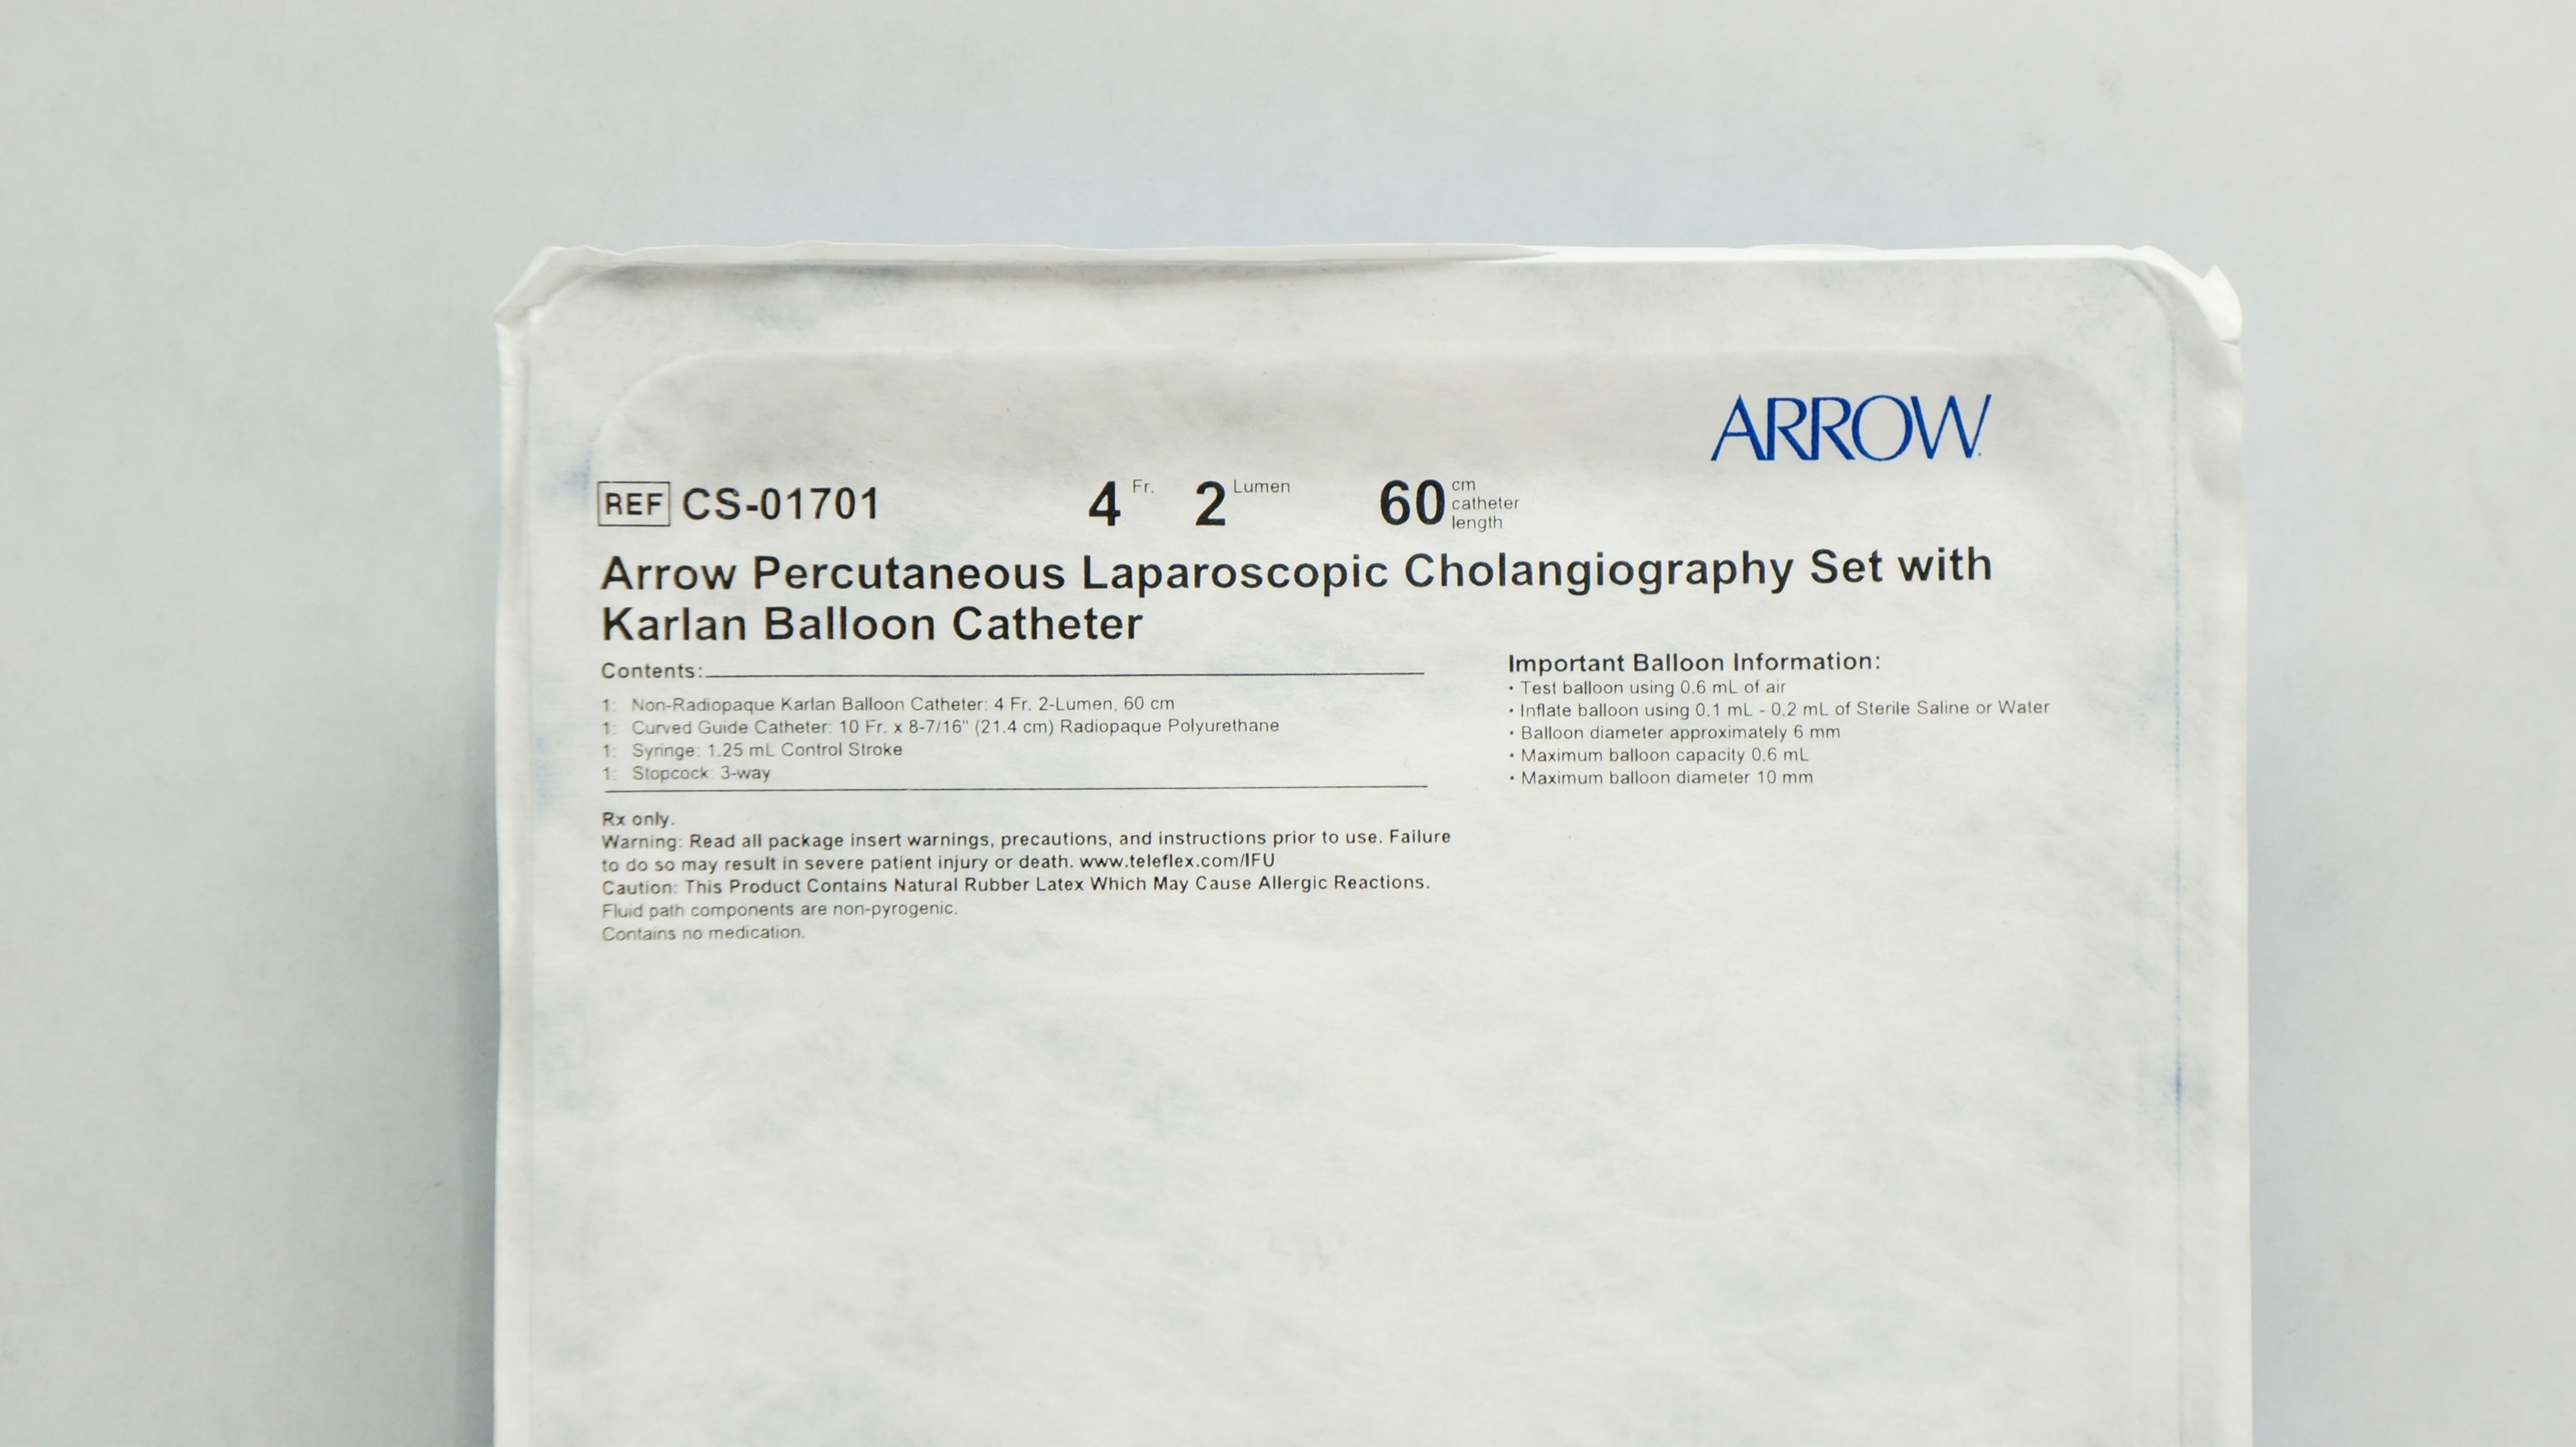 ARROW
REF CS-01701 4 Fr. 2 Lumen 60 cm catheter length
Arrow Percutaneous Laparoscopic Cholangiography Set with
Karlan Balloon Catheter
Contents:
1: Non-Radiopaque Karlan Balloon Catheter: 4 Fr. 2-Lumen, 60 cm
1: Curved Guide Catheter: 10 Fr. x 8-7/16" (21.4 cm) Radiopaque Polyurethane
1: Syringe: 1.25 mL Control Stroke
1: Stopcock: 3-way
Important Balloon Information:
• Test balloon using 0.6 mL of air
• Inflate balloon using 0.1 mL - 0.2 mL of Sterile Saline or Water
• Balloon diameter approximately 6 mm
• Maximum balloon capacity 0.6 mL
• Maximum balloon diameter 10 mm
Rx only.
Warning: Read all package insert warnings, precautions, and instructions prior to use. Failure
to do so may result in severe patient injury or death. www.teleflex.com/IFU
Caution: This Product Contains Natural Rubber Latex Which May Cause Allergic Reactions.
Fluid path components are non-pyrogenic.
Contains no medication.